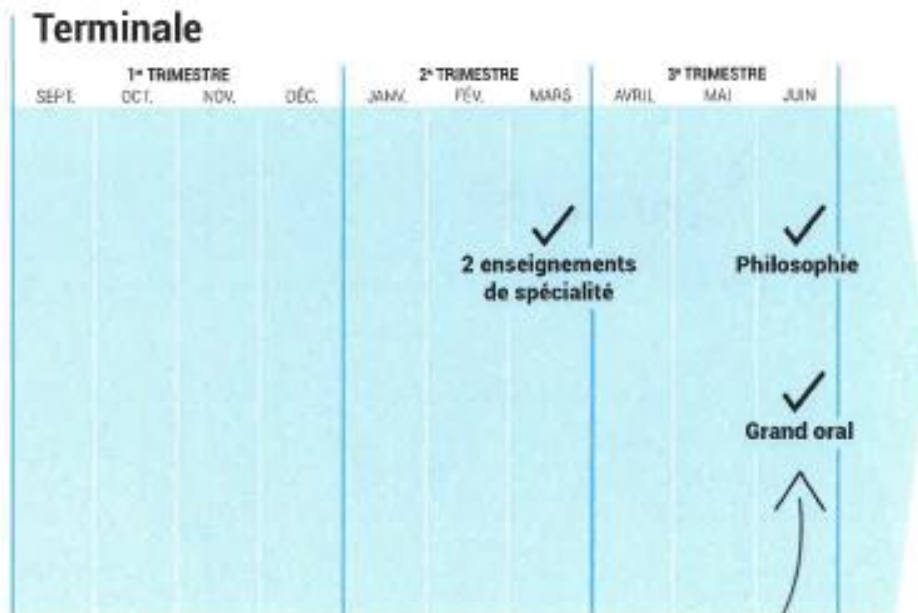 Terminale
1er TRIMESTRE
2e TRIMESTRE
3e TRIMESTRE
SEPT.
OCT.
NOV.
DÉC.
JANV.
FÉV.
MARS
AVRIL
MAI
JUIN
2 enseignements
de spécialité
Philosophie
Grand oral